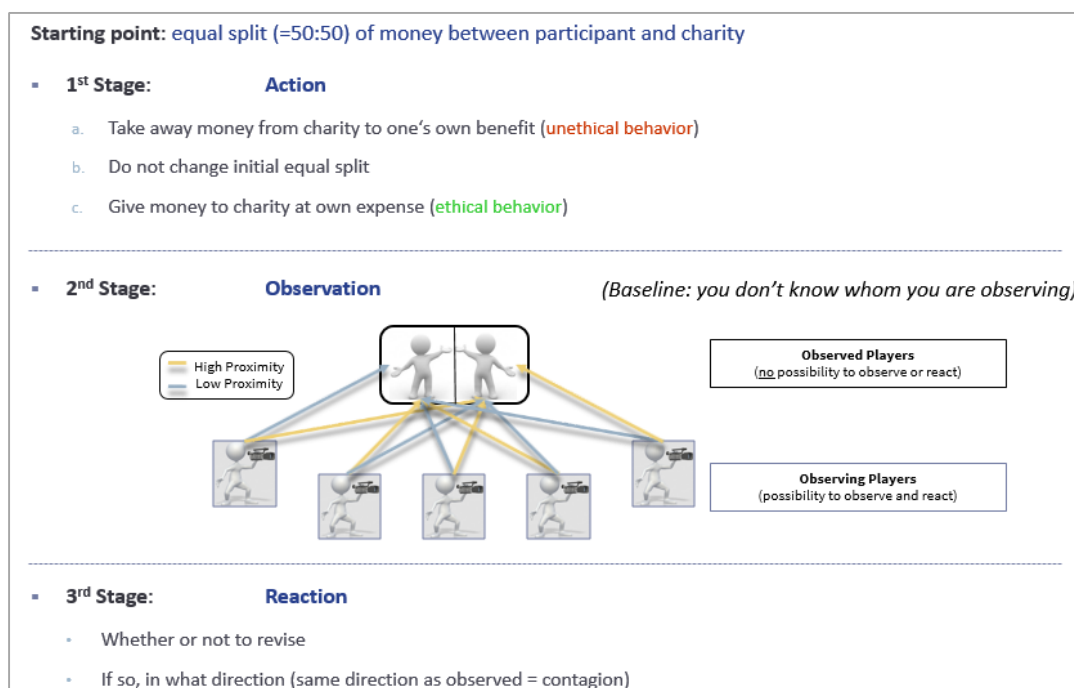 Starting point: equal split (=50:50) of money between participant and charity
▪ 1st Stage: Action
a. Take away money from charity to one‘s own benefit (unethical behavior)
b. Do not change initial equal split
c. Give money to charity at own expense (ethical behavior)
▪ 2nd Stage: Observation (Baseline: you don’t know whom you are observing)
High Proximity
Low Proximity
Observed Players
(no possibility to observe or react)
Observing Players
(possibility to observe and react)
▪ 3rd Stage: Reaction
• Whether or not to revise
• If so, in what direction (same direction as observed = contagion)